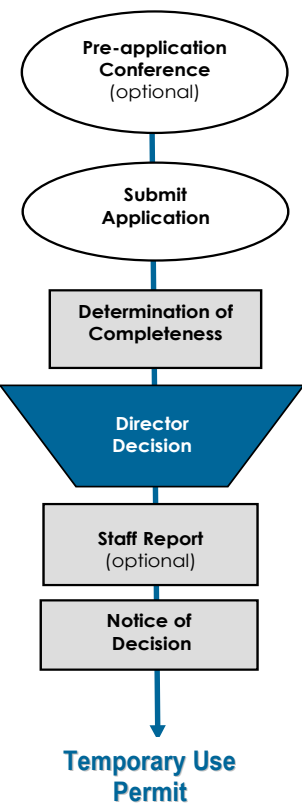 Pre-application
Conference
(optional)
Submit
Application
Determination of
Completeness
Director
Decision
Staff Report
(optional)
Notice of
Decision
Temporary Use
Permit